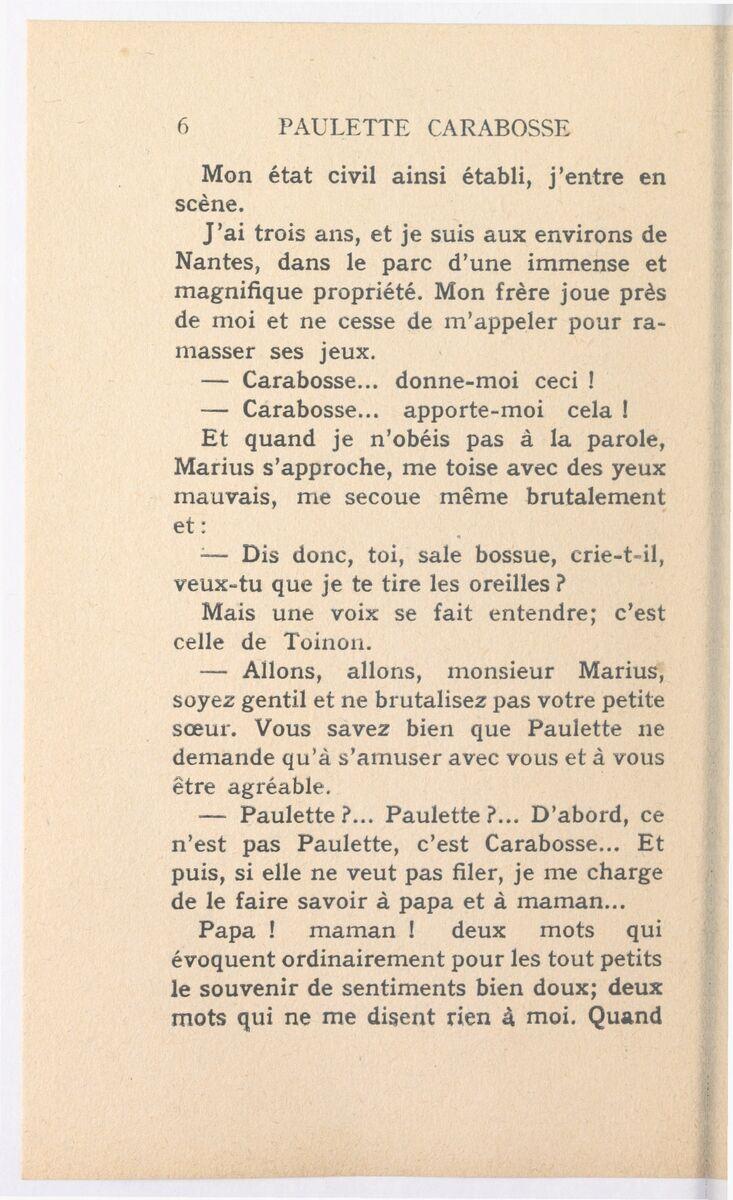 6 PAULETTE CARABOSSE
Mon état civil ainsi établi, j'entre en
scène.
J'ai trois ans, et je suis aux environs de
Nantes, dans le parc d'une immense et
magnifique propriété. Mon frère joue près
de moi et ne cesse de m'appeler pour ra-
masser ses jeux.
— Carabosse... donne-moi ceci !
— Carabosse... apporte-moi cela !
Et quand je n'obéis pas à la parole,
Marius s'approche, me toise avec des yeux
mauvais, me secoue même brutalement
et :
— Dis donc, toi, sale bossue, crie-t-il,
veux-tu que je te tire les oreilles ?
Mais une voix se fait entendre; c'est
celle de Toinon.
— Allons, allons, monsieur Marius,
soyez gentil et ne brutalisez pas votre petite
sœur. Vous savez bien que Paulette ne
demande qu'à s'amuser avec vous et à vous
être agréable.
— Paulette ?... Paulette ?... D'abord, ce
n'est pas Paulette, c'est Carabosse... Et
puis, si elle ne veut pas filer, je me charge
de le faire savoir à papa et à maman...
Papa ! maman ! deux mots qui
évoquent ordinairement pour les tout petits
le souvenir de sentiments bien doux; deux
mots qui ne me disent rien à moi. Quand